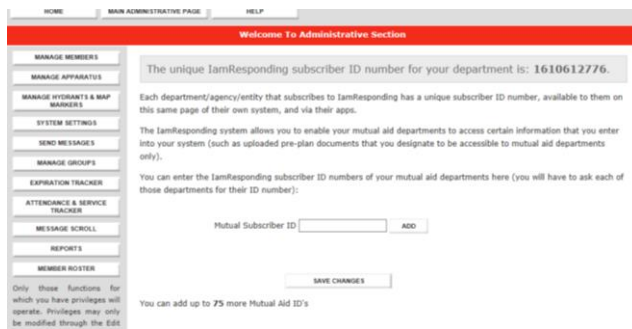 HOME
MAIN ADMINISTRATIVE PAGE
HELP
Welcome To Administrative Section
MANAGE MEMBERS
MANAGE APPARATUS
MANAGE HYDRANTS & MAP
MARKERS
SYSTEM SETTINGS
SEND MESSAGES
MANAGE GROUPS
EXPIRATION TRACKER
ATTENDANCE & SERVICE
TRACKER
MESSAGE SCROLL
REPORTS
MEMBER ROSTER
Only those functions for
which you have privileges will
operate. Privileges may only
be modified through the Edit
The unique IamResponding subscriber ID number for your department is: 1610612776.
Each department/agency/entity that subscribes to IamResponding has a unique subscriber ID number, available to them on
this same page of their own system, and via their apps.
The IamResponding system allows you to enable your mutual aid departments to access certain information that you enter
into your system (such as uploaded pre-plan documents that you designate to be accessible to mutual aid departments
only).
You can enter the IamResponding subscriber ID numbers of your mutual aid departments here (you will have to ask each of
those departments for their ID number):
Mutual Subscriber ID
ADD
SAVE CHANGES
You can add up to 75 more Mutual Aid ID's